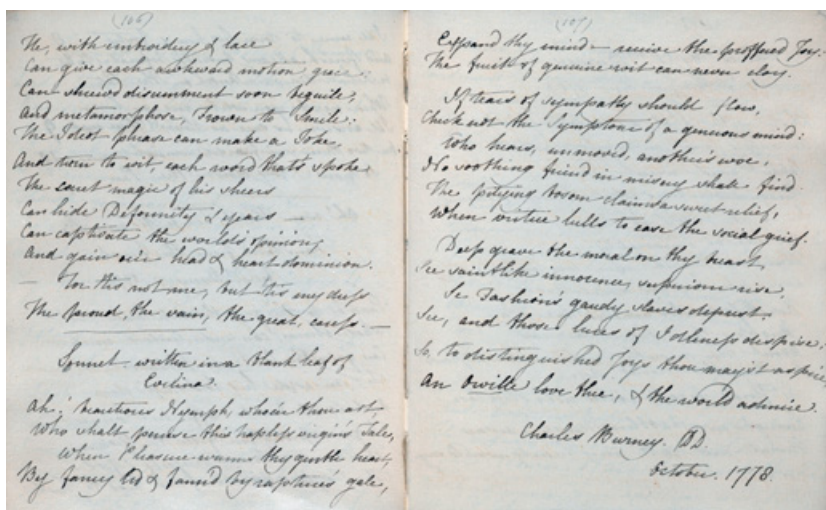 (106)
He, with embroidery & lace
Can give each awkward motion grace:
Can shrewd discernment soon beguile,
And metamorphose, Frown to Smile:
The Idiot phrase can make a Joke,
And turn to wit, each word that's spoke
The court magic of his sheers
Can hide Deformity & years —
Can captivate the world's opinion,
And gain o'er head & heart dominion.
— For 'tis not me, but 'tis my dress
The proud, the vain, the great, caress. —
Sonnet written in a blank leaf of
Evelina.
Ah! beauteous Nymph, whoe'er thou art,
Who shalt peruse this hapless virgin's Tale,
When Pleasure warms thy gentle heart,
By fancy led & fann'd by rapture's gale,
(107)
Expand thy mind — receive the proffered Joy:
The fruits of genuine wit can never cloy.
If tears of sympathy should flow,
Check not the Symptoms of a generous mind:
Who hears, unmoved, another's woe,
No soothing friend in misery shall find.
The pitying bosom claims a sweet relief,
When virtue lulls to ease the social grief.
Deep grave the moral on thy heart
See saintlike innocence, superior rise,
See Fashion's gaudy slaves depart,
See, and those lures of Idleness despise;
So, to distinguished Joys thou may'st aspire,
An Orville love thee, & the world admire.
Charles Burney. DD.
October. 1778.